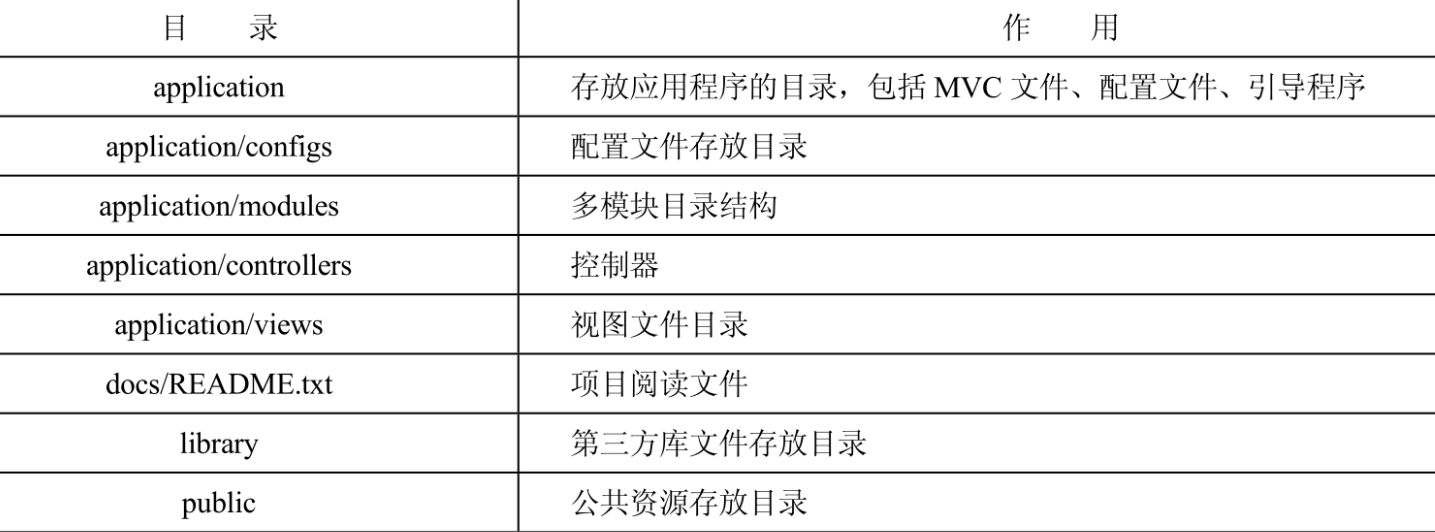 目 录 作 用
application 存放应用程序的目录，包括 MVC 文件、配置文件、引导程序
application/configs 配置文件存放目录
application/modules 多模块目录结构
application/controllers 控制器
application/views 视图文件目录
docs/README.txt 项目阅读文件
library 第三方库文件存放目录
public 公共资源存放目录